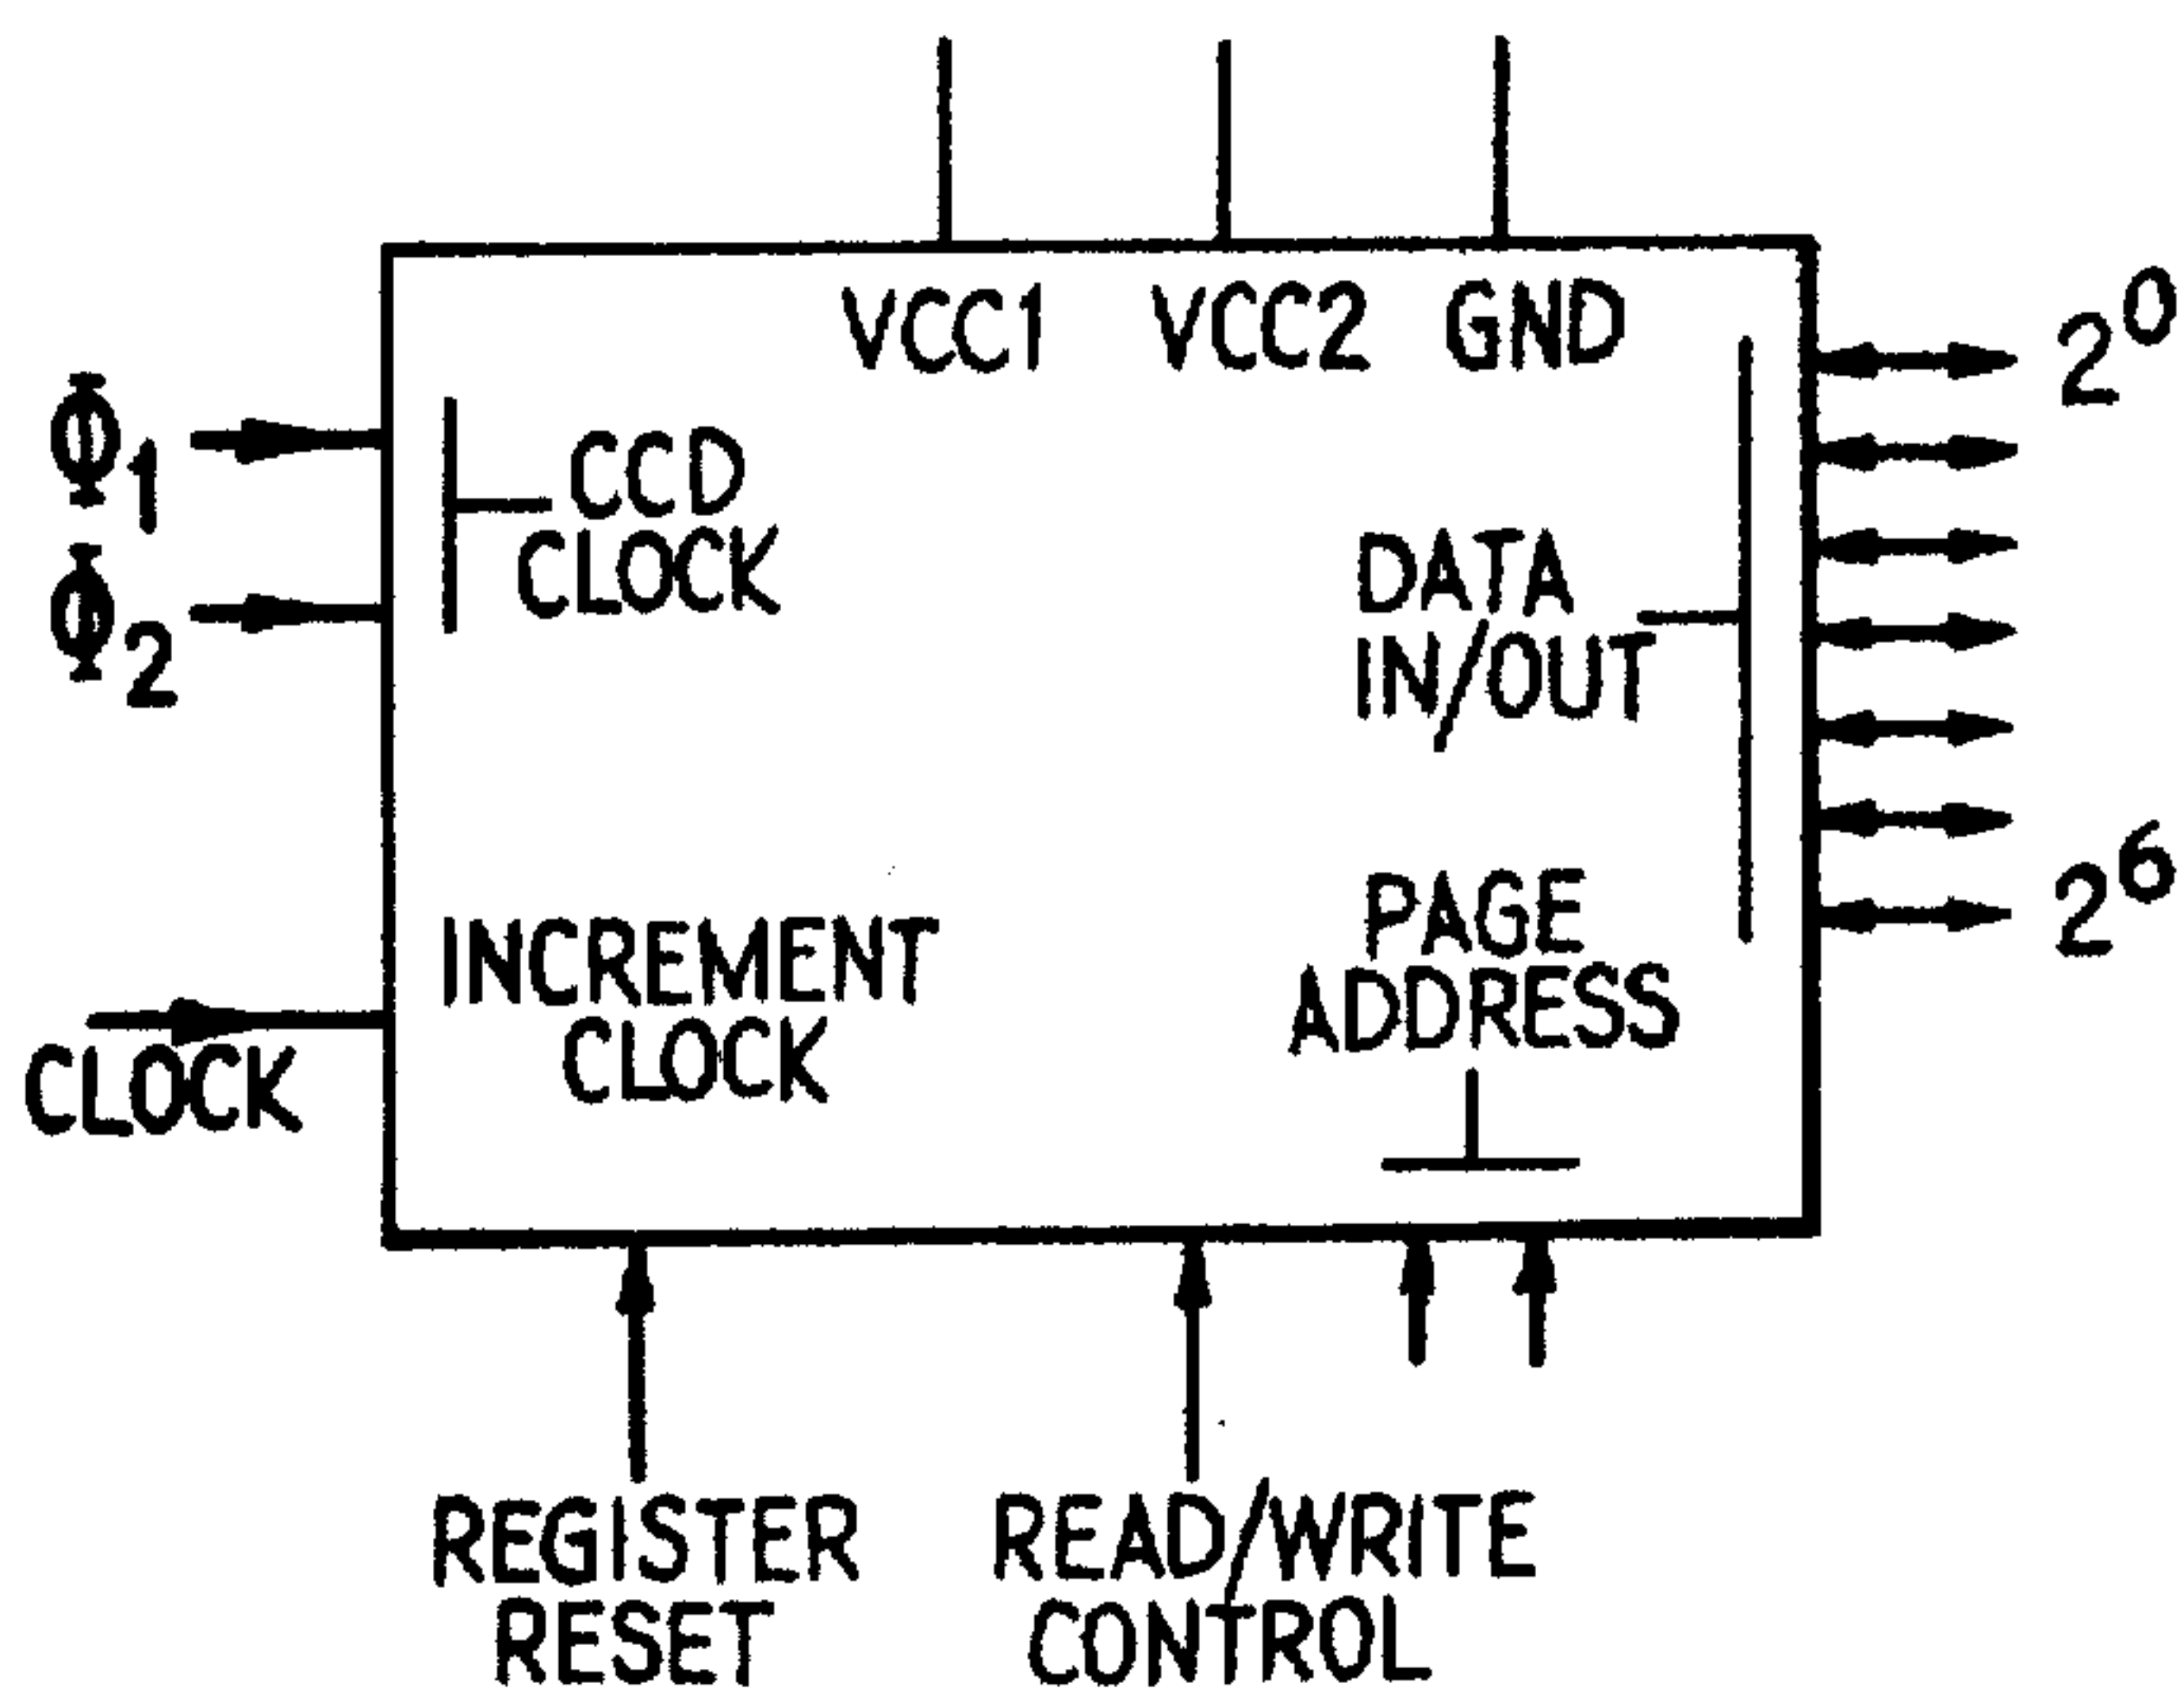 VCC1 VCC2 GND
2⁰
Φ1
CCD
CLOCK
Φ2
DATA
IN/OUT
2⁶
PAGE
ADDRESS
INCREMENT
CLOCK
CLOCK
REGISTER
RESET
READ/WRITE
CONTROL